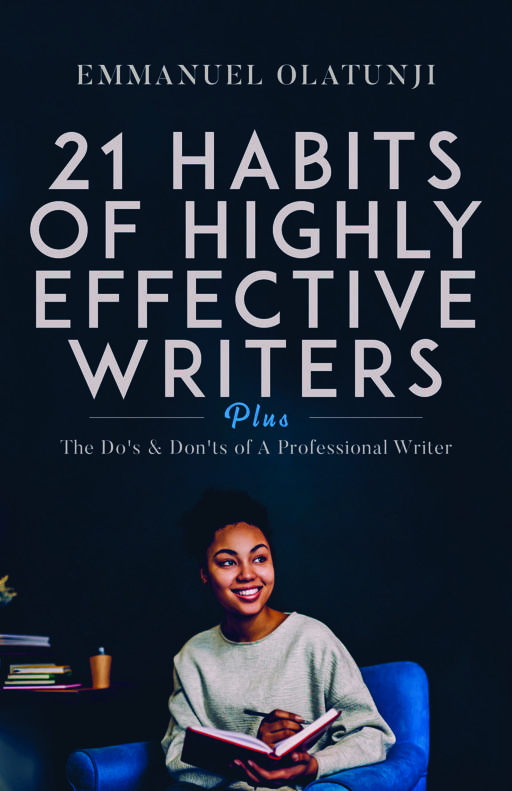 EMMANUEL OLATUNJI
21 HABITS
OF HIGHLY
EFFECTIVE
WRITERS
Plus
The Do's & Don'ts of A Professional Writer